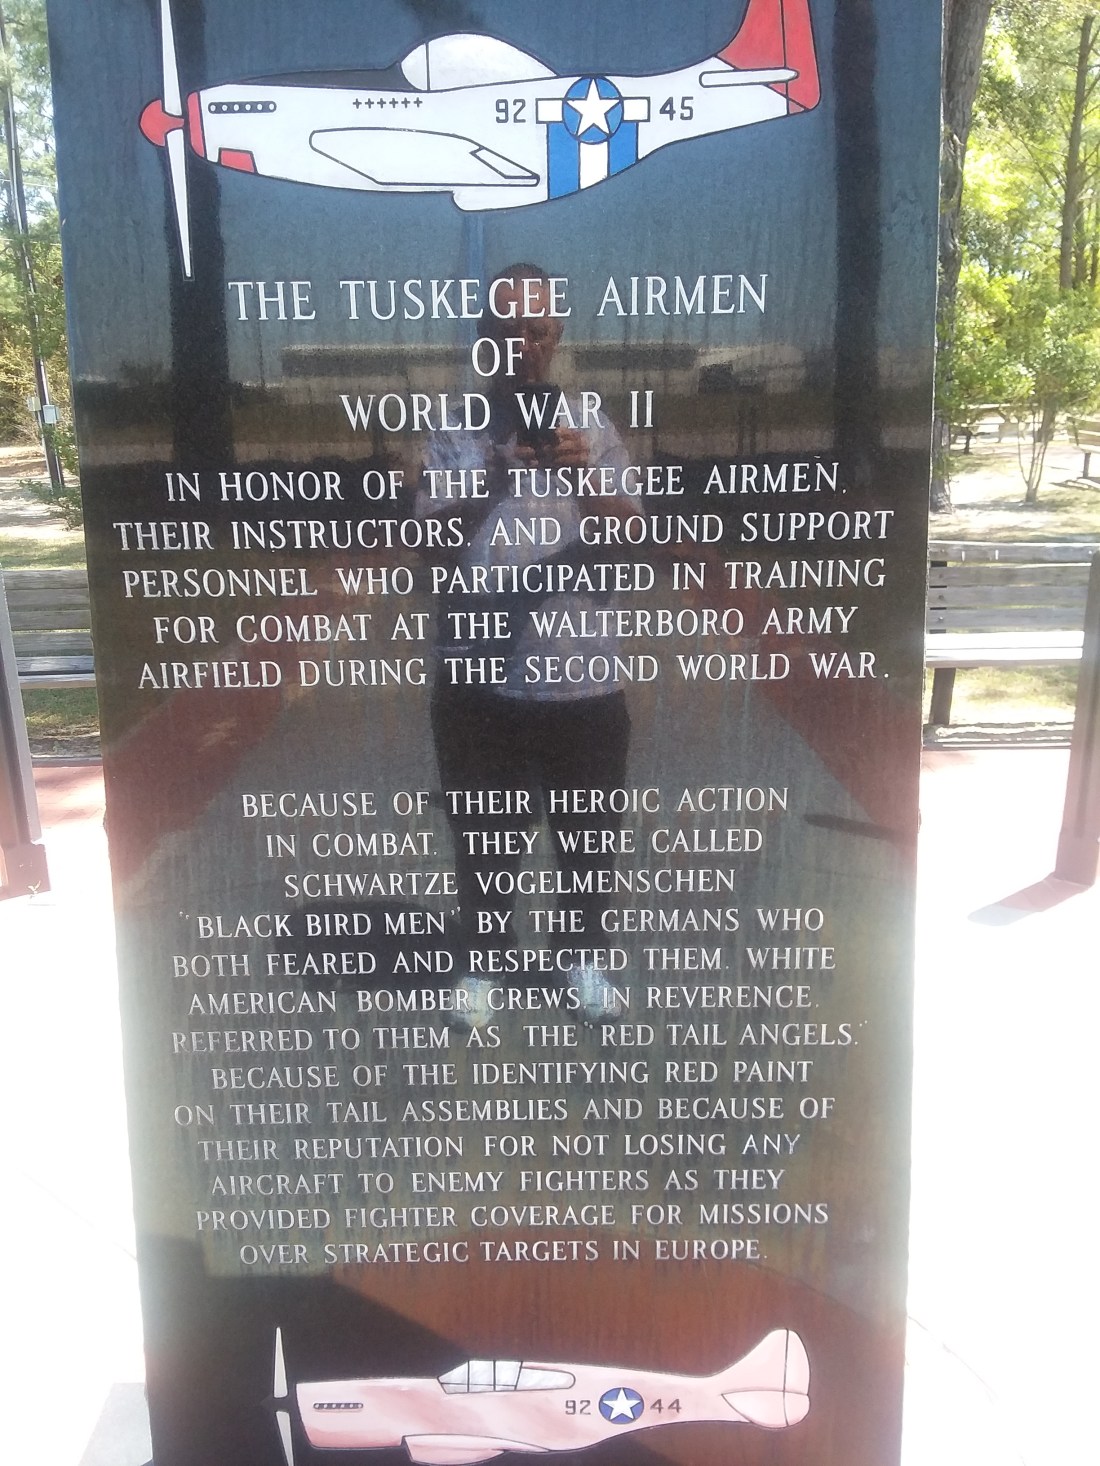 ++++++
92 45
THE TUSKEGEE AIRMEN
OF
WORLD WAR II
IN HONOR OF THE TUSKEGEE AIRMEN,
THEIR INSTRUCTORS, AND GROUND SUPPORT
PERSONNEL WHO PARTICIPATED IN TRAINING
FOR COMBAT AT THE WALTERBORO ARMY
AIRFIELD DURING THE SECOND WORLD WAR.
BECAUSE OF THEIR HEROIC ACTION
IN COMBAT, THEY WERE CALLED
SCHWARTZE VOGELMENSCHEN
"BLACK BIRD MEN" BY THE GERMANS WHO
BOTH FEARED AND RESPECTED THEM. WHITE
AMERICAN BOMBER CREWS, IN REVERENCE,
REFERRED TO THEM AS THE "RED TAIL ANGELS."
BECAUSE OF THE IDENTIFYING RED PAINT
ON THEIR TAIL ASSEMBLIES AND BECAUSE OF
THEIR REPUTATION FOR NOT LOSING ANY
AIRCRAFT TO ENEMY FIGHTERS AS THEY
PROVIDED FIGHTER COVERAGE FOR MISSIONS
OVER STRATEGIC TARGETS IN EUROPE.
92 44